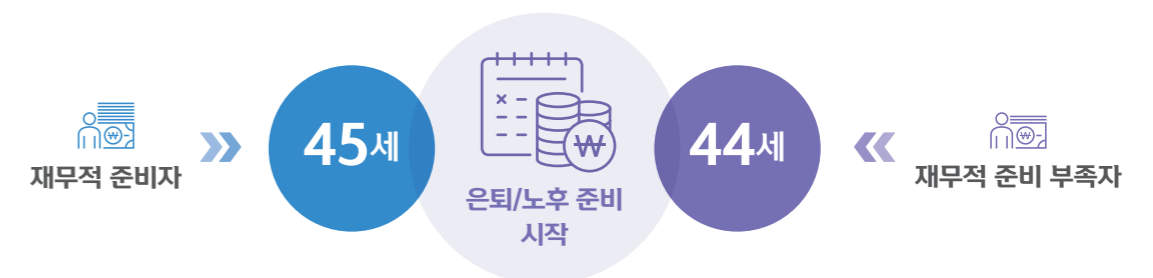 재무적 준비자
45세
은퇴/노후 준비
시작
44세
재무적 준비 부족자